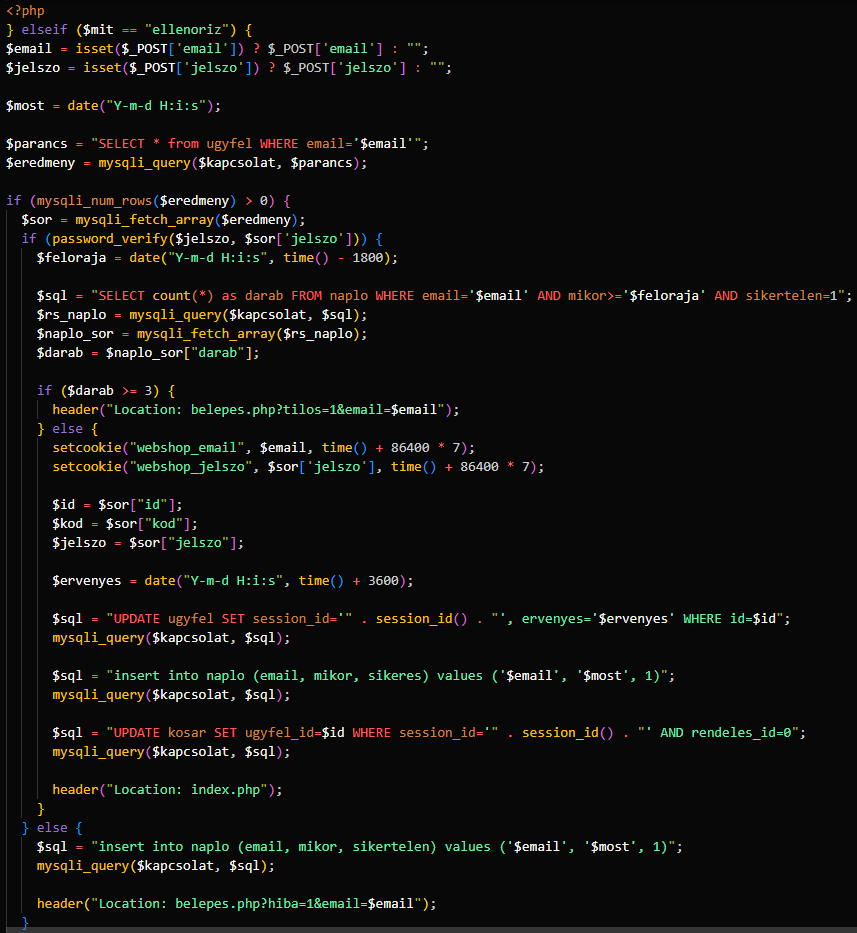 <?php
} elseif ($mit == "ellenoriz") {
$email = isset($_POST['email']) ? $_POST['email'] : "";
$jelszo = isset($_POST['jelszo']) ? $_POST['jelszo'] : "";
$most = date("Y-m-d H:i:s");
$parancs = "SELECT * from ugyfel WHERE email='$email'";
$eredmeny = mysqli_query($kapcsolat, $parancs);
if (mysqli_num_rows($eredmeny) > 0) {
$sor = mysqli_fetch_array($eredmeny);
if (password_verify($jelszo, $sor['jelszo'])) {
$feloraja = date("Y-m-d H:i:s", time() - 1800);
$sql = "SELECT count(*) as darab FROM naplo WHERE email='$email' AND mikor>='$feloraja' AND sikertelen=1";
$rs_naplo = mysqli_query($kapcsolat, $sql);
$naplo_sor = mysqli_fetch_array($rs_naplo);
$darab = $naplo_sor["darab"];
if ($darab >= 3) {
header("Location: belepes.php?tilos=1&email=$email");
} else {
setcookie("webshop_email", $email, time() + 86400 * 7);
setcookie("webshop_jelszo", $sor['jelszo'], time() + 86400 * 7);
$id = $sor["id"];
$kod = $sor["kod"];
$jelszo = $sor["jelszo"];
$ervenyes = date("Y-m-d H:i:s", time() + 3600);
$sql = "UPDATE ugyfel SET session_id='" . session_id() . "', ervenyes='$ervenyes' WHERE id=$id";
mysqli_query($kapcsolat, $sql);
$sql = "insert into naplo (email, mikor, sikeres) values ('$email', '$most', 1)";
mysqli_query($kapcsolat, $sql);
$sql = "UPDATE kosar SET ugyfel_id=$id WHERE session_id='" . session_id() . "' AND rendeles_id=0";
mysqli_query($kapcsolat, $sql);
header("Location: index.php");
}
} else {
$sql = "insert into naplo (email, mikor, sikertelen) values ('$email', '$most', 1)";
mysqli_query($kapcsolat, $sql);
header("Location: belepes.php?hiba=1&email=$email");
}